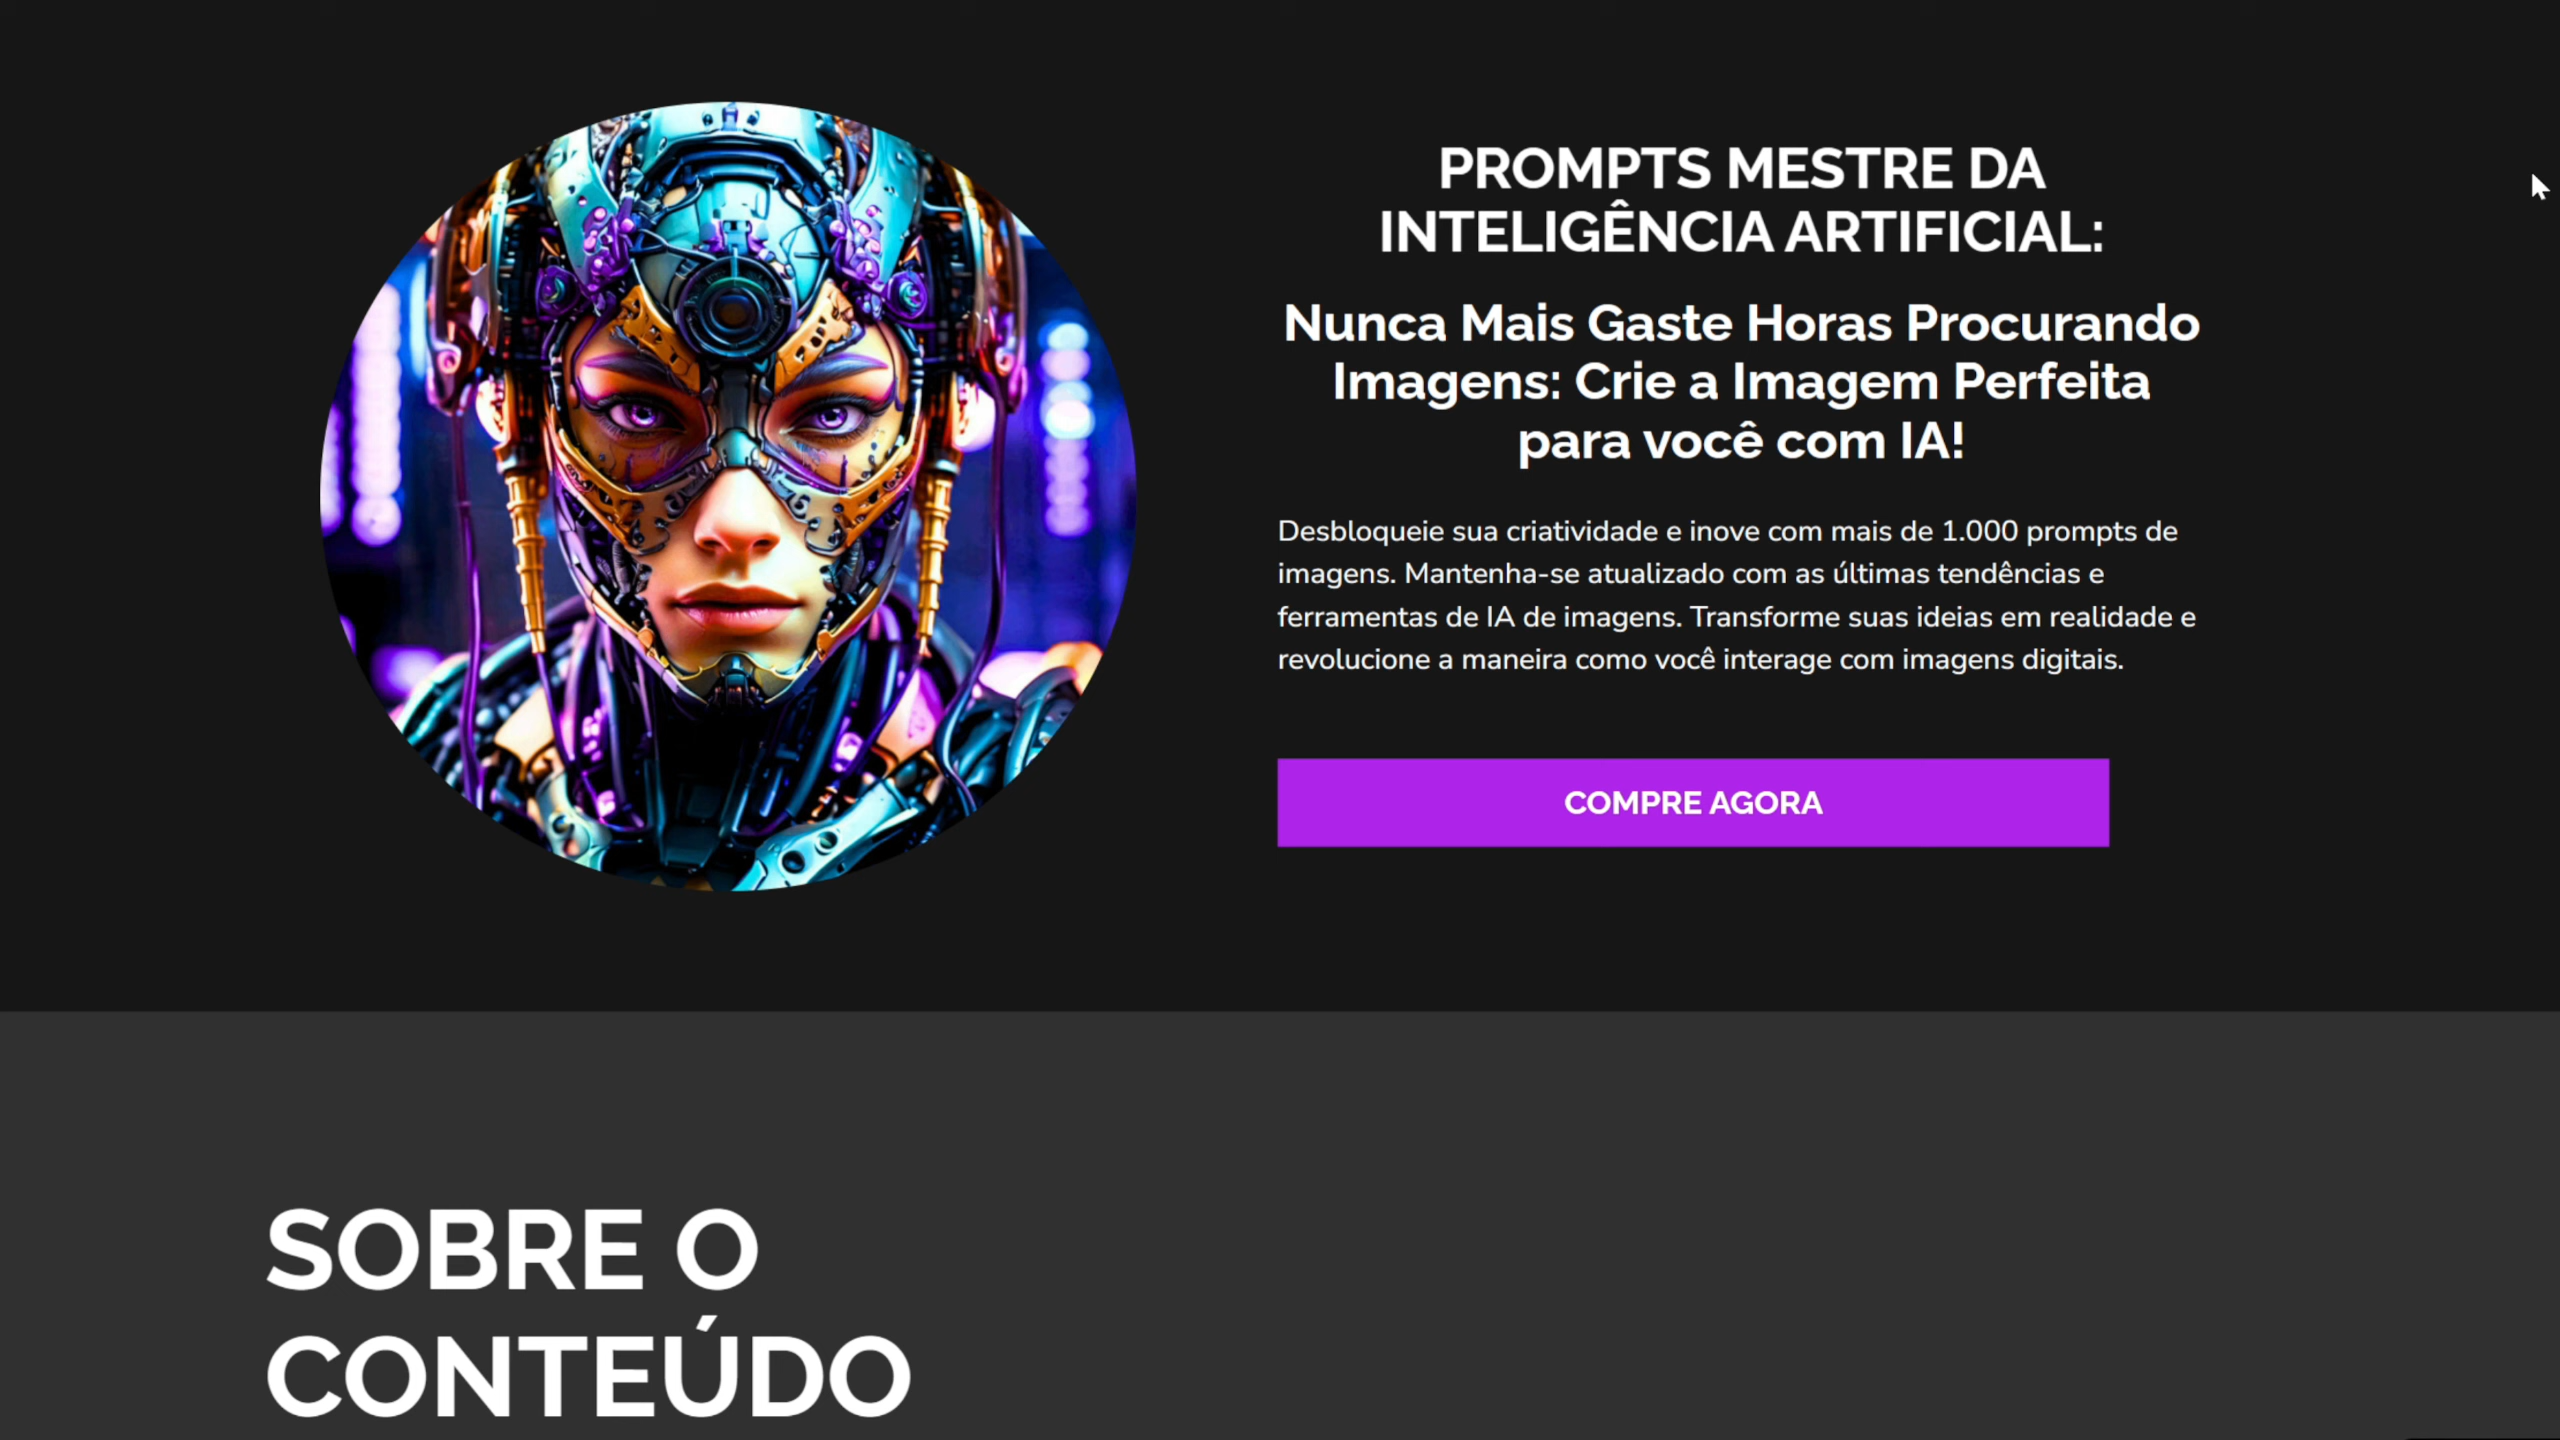 PROMPTS MESTRE DA
INTELIGÊNCIA ARTIFICIAL:
Nunca Mais Gaste Horas Procurando
Imagens: Crie a Imagem Perfeita
para você com IA!
Desbloqueie sua criatividade e inove com mais de 1.000 prompts de
imagens. Mantenha-se atualizado com as últimas tendências e
ferramentas de IA de imagens. Transforme suas ideias em realidade e
revolucione a maneira como você interage com imagens digitais.
COMPRE AGORA
SOBRE O
CONTEÚDO